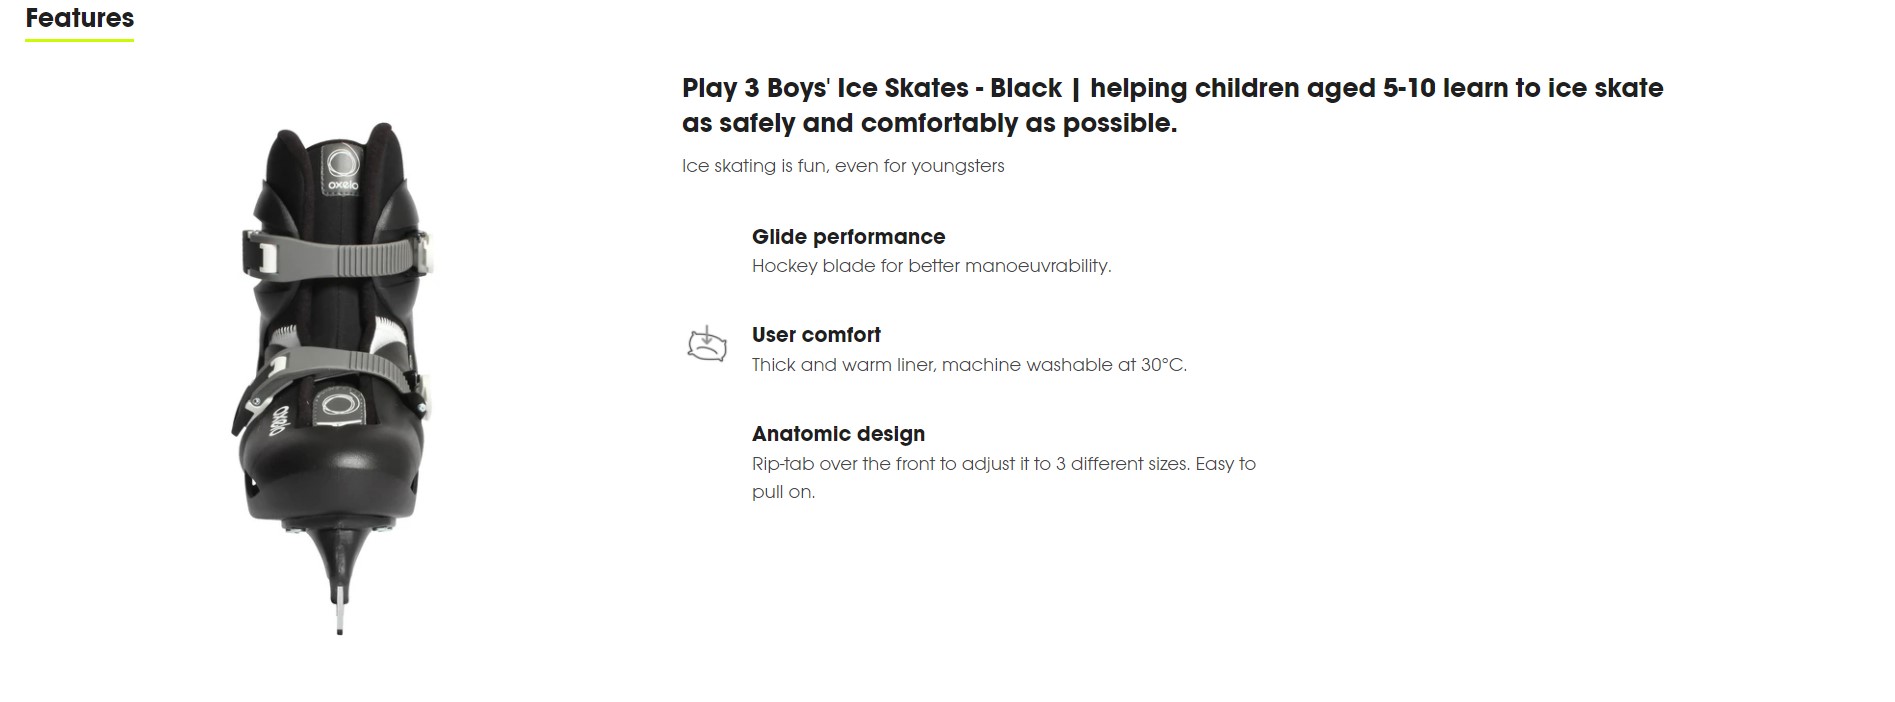 Features
Play 3 Boys' Ice Skates - Black | helping children aged 5-10 learn to ice skate
as safely and comfortably as possible.
Ice skating is fun, even for youngsters
Glide performance
Hockey blade for better manoeuvrability.
User comfort
Thick and warm liner, machine washable at 30°C.
Anatomic design
Rip-tab over the front to adjust it to 3 different sizes. Easy to
pull on.
oxelo
oxelo